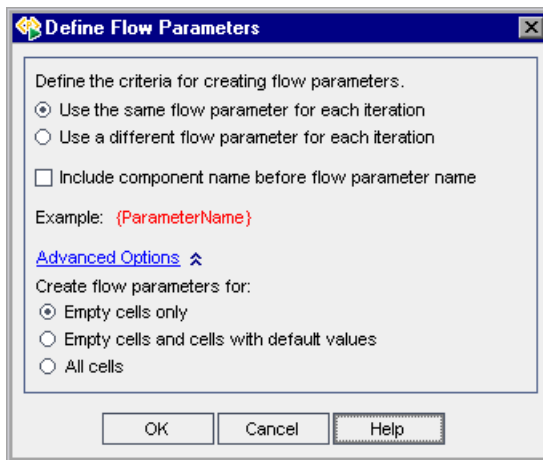 Define Flow Parameters
Define the criteria for creating flow parameters.
Use the same flow parameter for each iteration
Use a different flow parameter for each iteration
Include component name before flow parameter name
Example: {ParameterName}
Advanced Options
Create flow parameters for:
Empty cells only
Empty cells and cells with default values
All cells
OK Cancel Help